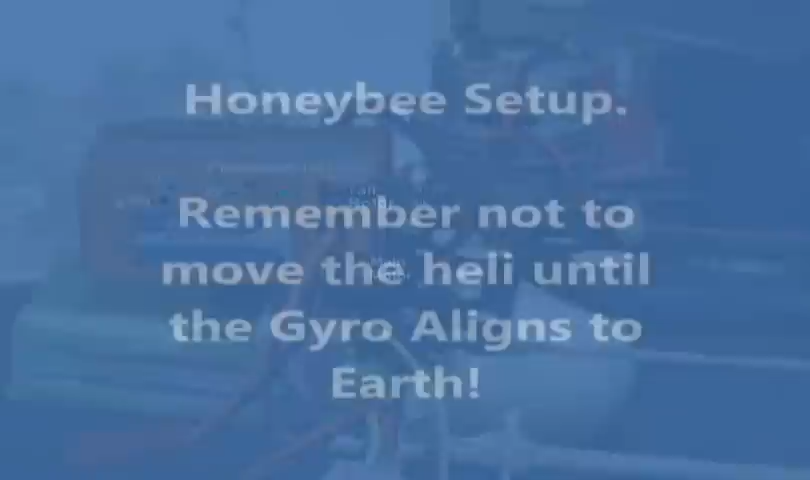 Honeybee Setup.
Remember not to
move the heli until
the Gyro Aligns to
Earth!